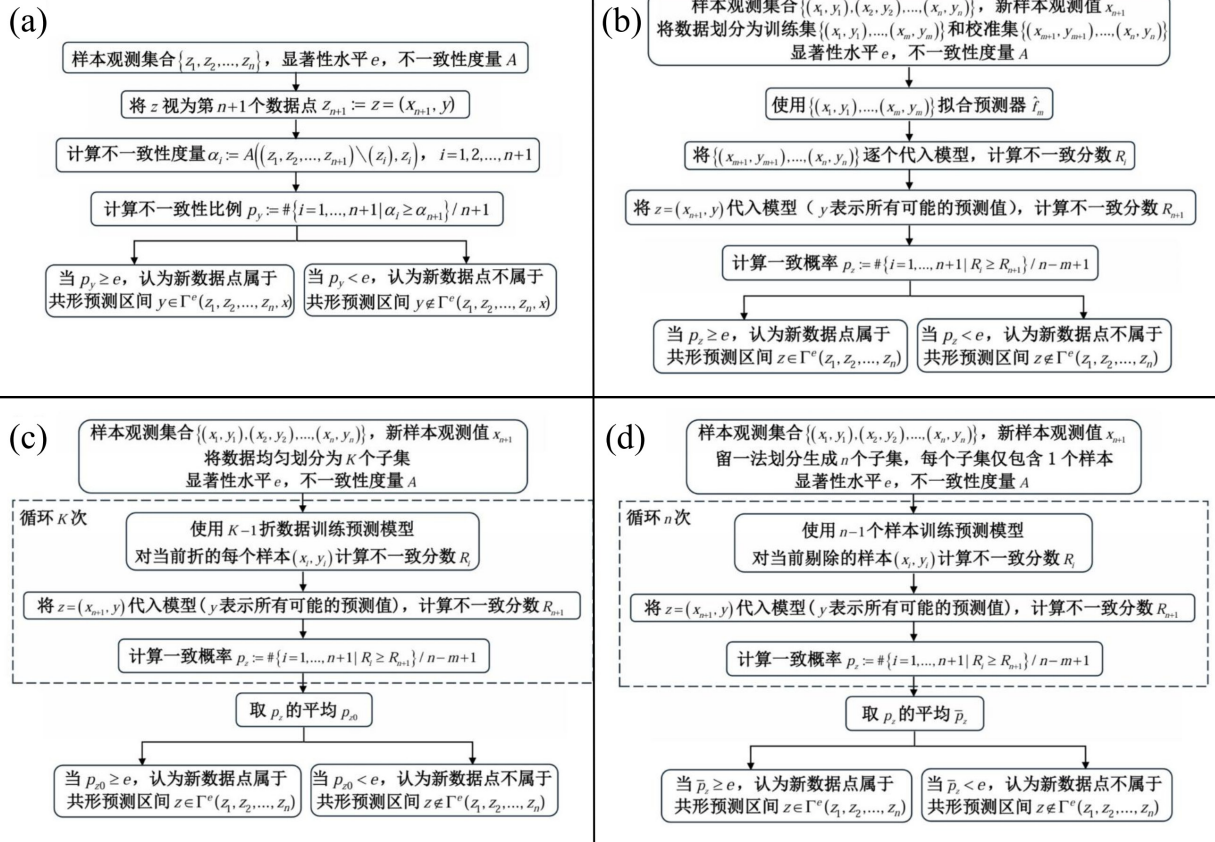 (a)
样本观测集合{z₁,z₂,...,zₙ}，显著性水平e，不一致性度量A
将z视为第n+1个数据点zₙ₊₁:=z=(xₙ₊₁,y)
计算不一致性度量αᵢ:=A((z₁,z₂,...,zₙ₊₁)\(zᵢ),zᵢ)，i=1,2,...,n+1
计算不一致性比例p_y:=#{i=1,...,n+1|αᵢ≥αₙ₊₁}/n+1
当p_y≥e，认为新数据点属于
共形预测区间y∈Γᵉ(z₁,z₂,...,zₙ,x)
当p_y<e，认为新数据点不属于
共形预测区间y∉Γᵉ(z₁,z₂,...,zₙ,x)
(b)
样本观测集合{(x₁,y₁),(x₂,y₂),...,(xₙ,yₙ)}，新样本观测值xₙ₊₁
将数据划分为训练集{(x₁,y₁),...,(xₘ,yₘ)}和校准集{(xₘ₊₁,yₘ₊₁),...,(xₙ,yₙ)}
显著性水平e，不一致性度量A
使用{(x₁,y₁),...,(xₘ,yₘ)}拟合预测器f̂ₘ
将{(xₘ₊₁,yₘ₊₁),...,(xₙ,yₙ)}逐个代入模型，计算不一致分数Rᵢ
将z=(xₙ₊₁,y)代入模型（y表示所有可能的预测值），计算不一致分数Rₙ₊₁
计算一致概率p_z:=#{i=1,...,n+1|Rᵢ≥Rₙ₊₁}/n−m+1
当p_z≥e，认为新数据点属于
共形预测区间z∈Γᵉ(z₁,z₂,...,zₙ)
当p_z<e，认为新数据点不属于
共形预测区间z∉Γᵉ(z₁,z₂,...,zₙ)
(c)
样本观测集合{(x₁,y₁),(x₂,y₂),...,(xₙ,yₙ)}，新样本观测值xₙ₊₁
将数据均匀划分为K个子集
显著性水平e，不一致性度量A
循环K次
使用K−1折数据训练预测模型
对当前折的每个样本(xᵢ,yᵢ)计算不一致分数Rᵢ
将z=(xₙ₊₁,y)代入模型(y表示所有可能的预测值)，计算不一致分数Rₙ₊₁
计算一致概率p_z:=#{i=1,...,n+1|Rᵢ≥Rₙ₊₁}/n−m+1
取p_z的平均p_z0
当p_z0≥e，认为新数据点属于
共形预测区间z∈Γᵉ(z₁,z₂,...,zₙ)
当p_z0<e，认为新数据点不属于
共形预测区间z∉Γᵉ(z₁,z₂,...,zₙ)
(d)
样本观测集合{(x₁,y₁),(x₂,y₂),...,(xₙ,yₙ)}，新样本观测值xₙ₊₁
留一法划分生成n个子集，每个子集仅包含1个样本
显著性水平e，不一致性度量A
循环n次
使用n−1个样本训练预测模型
对当前剔除的样本(xᵢ,yᵢ)计算不一致分数Rᵢ
将z=(xₙ₊₁,y)代入模型(y表示所有可能的预测值)，计算不一致分数Rₙ₊₁
计算一致概率p_z:=#{i=1,...,n+1|Rᵢ≥Rₙ₊₁}/n−m+1
取p_z的平均p̄_z
当p̄_z≥e，认为新数据点属于
共形预测区间z∈Γᵉ(z₁,z₂,...,zₙ)
当p̄_z<e，认为新数据点不属于
共形预测区间z∉Γᵉ(z₁,z₂,...,zₙ)